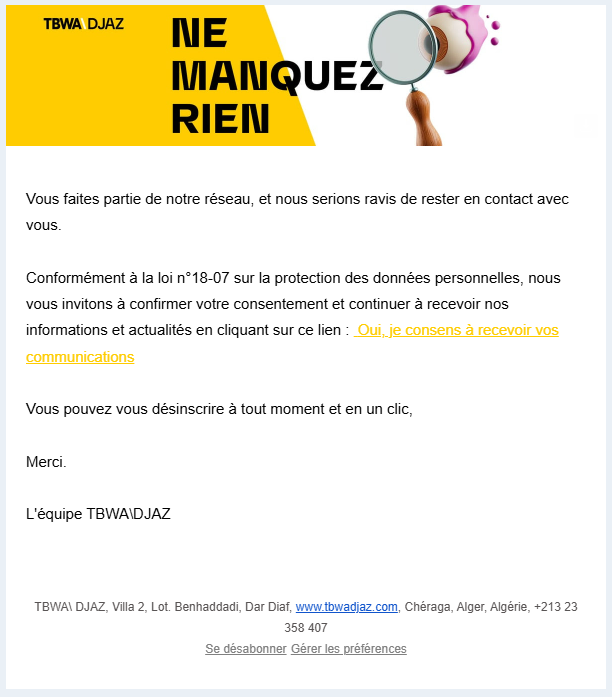 TBWA\ DJAZ
NE
MANQUEZ
RIEN
Vous faites partie de notre réseau, et nous serions ravis de rester en contact avec
vous.
Conformément à la loi n°18-07 sur la protection des données personnelles, nous
vous invitons à confirmer votre consentement et continuer à recevoir nos
informations et actualités en cliquant sur ce lien : Oui, je consens à recevoir vos
communications
Vous pouvez vous désinscrire à tout moment et en un clic,
Merci.
L'équipe TBWA\DJAZ
TBWA\ DJAZ, Villa 2, Lot. Benhaddadi, Dar Diaf, www.tbwadjaz.com, Chéraga, Alger, Algérie, +213 23
358 407
Se désabonner Gérer les préférences